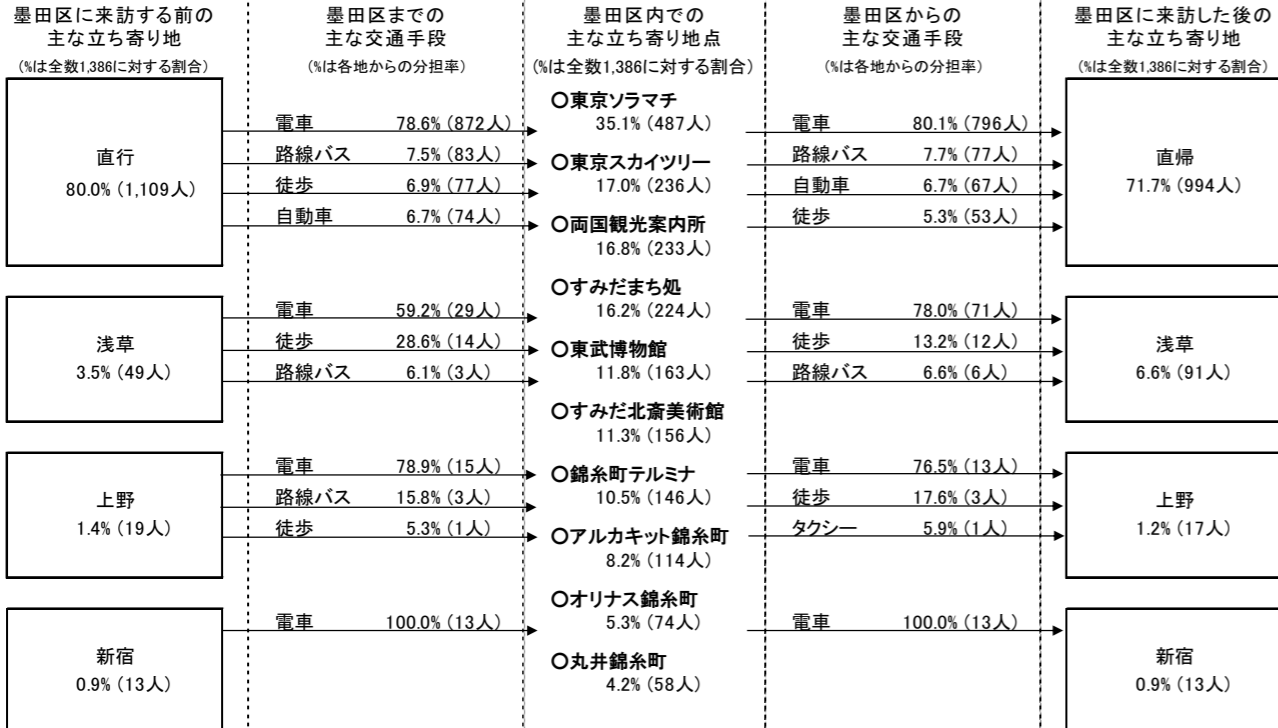 墨田区に来訪する前の
主な立ち寄り地
(%は全数1,386に対する割合)
直行
80.0% (1,109人)
浅草
3.5% (49人)
上野
1.4% (19人)
新宿
0.9% (13人)
墨田区までの
主な交通手段
(%は各地からの分担率)
電車 78.6% (872人)
路線バス 7.5% (83人)
徒歩 6.9% (77人)
自動車 6.7% (74人)
電車 59.2% (29人)
徒歩 28.6% (14人)
路線バス 6.1% (3人)
電車 78.9% (15人)
路線バス 15.8% (3人)
徒歩 5.3% (1人)
電車 100.0% (13人)
墨田区内での
主な立ち寄り地点
(%は全数1,386に対する割合)
○東京ソラマチ
35.1% (487人)
○東京スカイツリー
17.0% (236人)
○両国観光案内所
16.8% (233人)
○すみだまち処
16.2% (224人)
○東武博物館
11.8% (163人)
○すみだ北斎美術館
11.3% (156人)
○錦糸町テルミナ
10.5% (146人)
○アルカキット錦糸町
8.2% (114人)
○オリナス錦糸町
5.3% (74人)
○丸井錦糸町
4.2% (58人)
墨田区からの
主な交通手段
(%は各地からの分担率)
電車 80.1% (796人)
路線バス 7.7% (77人)
自動車 6.7% (67人)
徒歩 5.3% (53人)
電車 78.0% (71人)
徒歩 13.2% (12人)
路線バス 6.6% (6人)
電車 76.5% (13人)
徒歩 17.6% (3人)
タクシー 5.9% (1人)
電車 100.0% (13人)
墨田区に来訪した後の
主な立ち寄り地
(%は全数1,386に対する割合)
直帰
71.7% (994人)
浅草
6.6% (91人)
上野
1.2% (17人)
新宿
0.9% (13人)